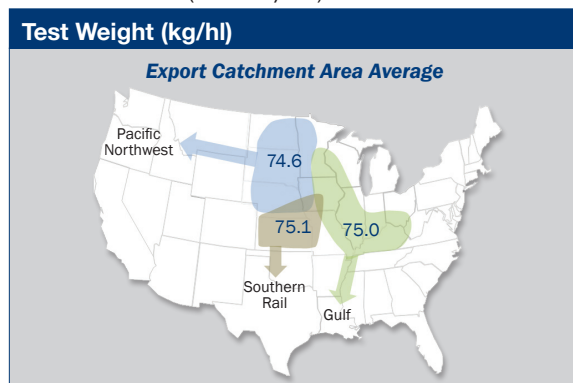 Test Weight (kg/hl)
Export Catchment Area Average
Pacific
Northwest
74.6
75.1
75.0
Southern
Rail
Gulf